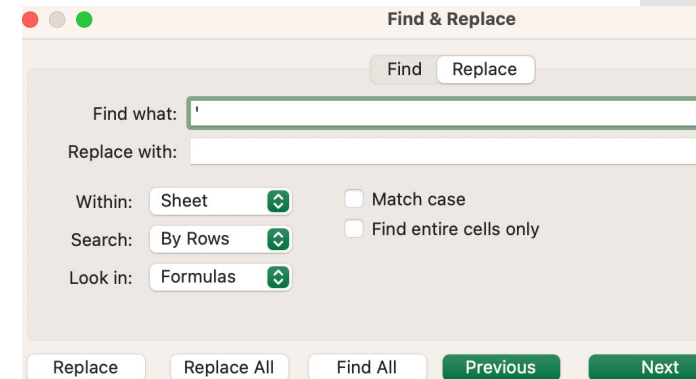 Find & Replace
Find Replace
Find what: '
Replace with:
Within: Sheet
Match case
Search: By Rows
Find entire cells only
Look in: Formulas
Replace Replace All Find All Previous Next